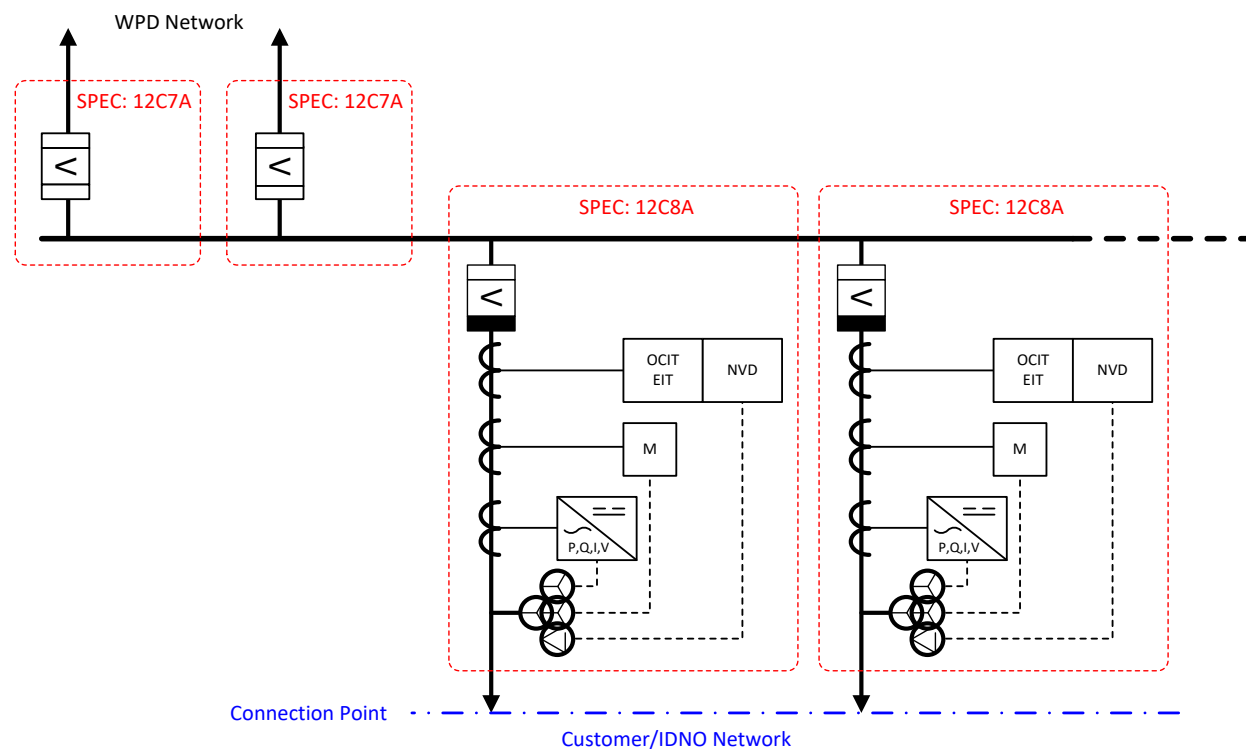 WPD Network
SPEC: 12C7A
SPEC: 12C7A
V
V
SPEC: 12C8A
SPEC: 12C8A
V
V
OCIT
EIT
NVD
OCIT
EIT
NVD
M
M
P,Q,I,V
P,Q,I,V
Connection Point
Customer/IDNO Network